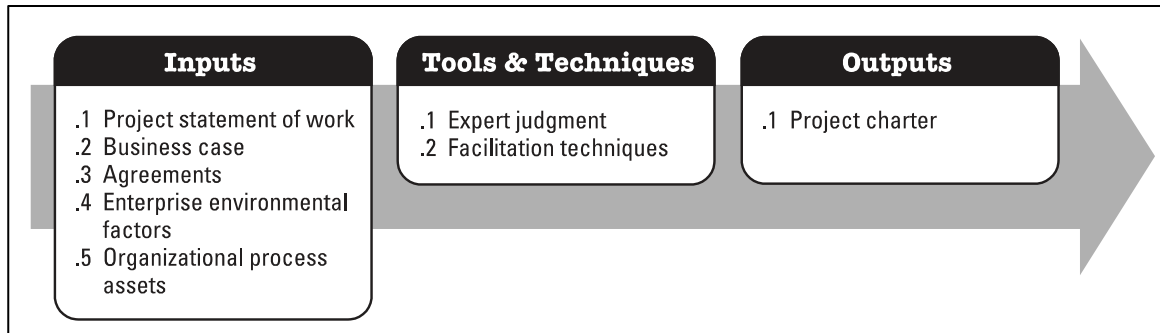 Inputs
.1 Project statement of work
.2 Business case
.3 Agreements
.4 Enterprise environmental
factors
.5 Organizational process
assets
Tools & Techniques
.1 Expert judgment
.2 Facilitation techniques
Outputs
.1 Project charter